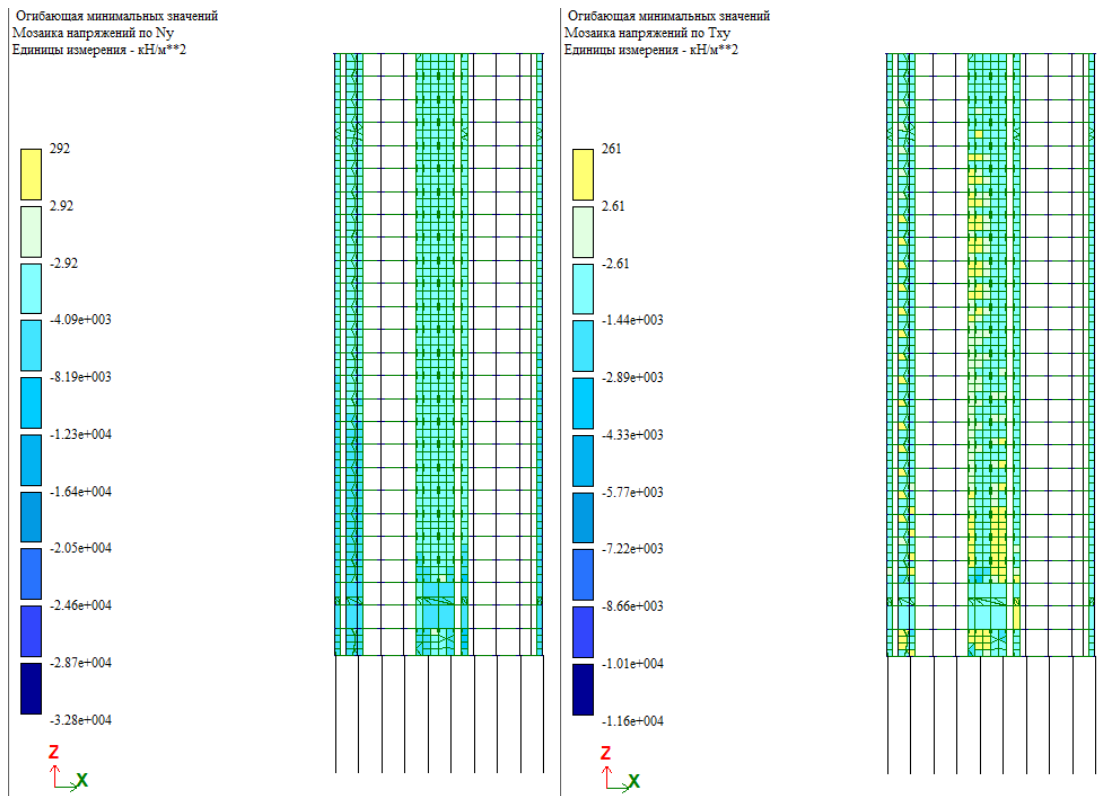 Огибающая минимальных значений
Мозаика напряжений по Ny
Единицы измерения - кН/м**2
292
2.92
-2.92
-4.09e+003
-8.19e+003
-1.23e+004
-1.64e+004
-2.05e+004
-2.46e+004
-2.87e+004
-3.28e+004
Z
X
Огибающая минимальных значений
Мозаика напряжений по Txy
Единицы измерения - кН/м**2
261
2.61
-2.61
-1.44e+003
-2.89e+003
-4.33e+003
-5.77e+003
-7.22e+003
-8.66e+003
-1.01e+004
-1.16e+004
Z
X